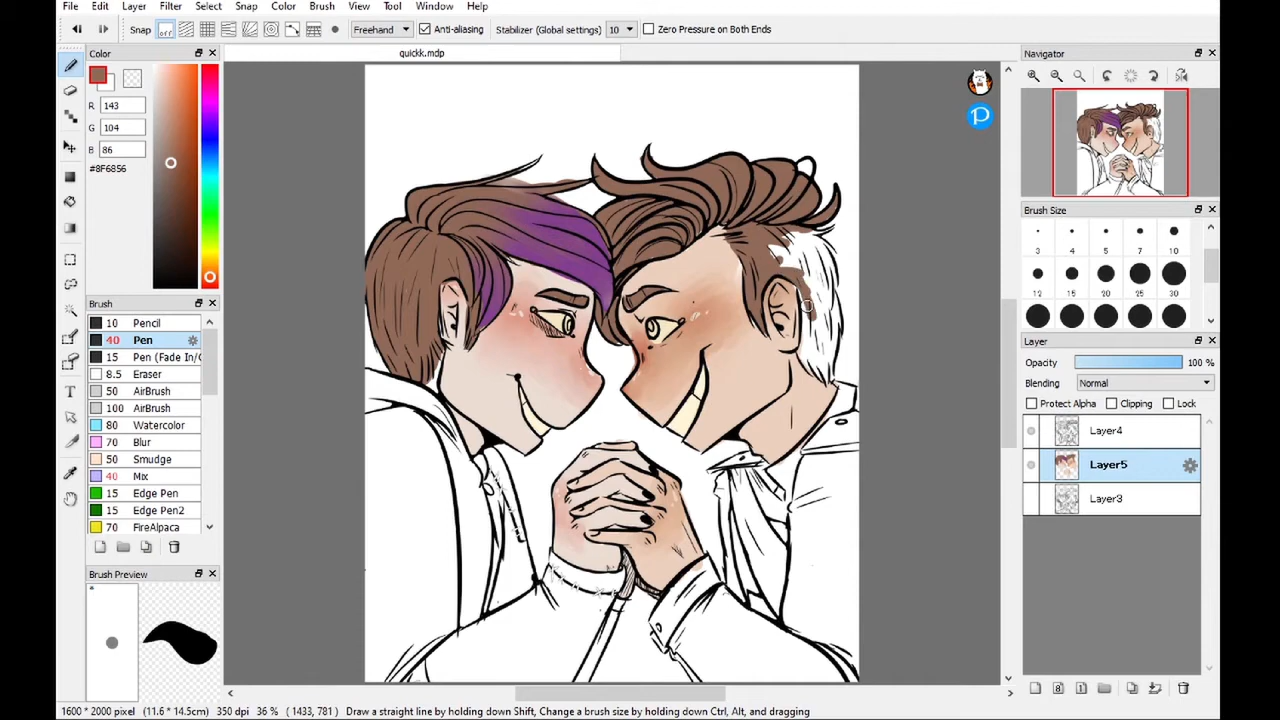 File Edit Layer Filter Select Snap Color Brush View Tool Window Help
Snap off Freehand Anti-aliasing Stabilizer (Global settings) 10 Zero Pressure on Both Ends
Color
quickk.mdp
Navigator
R 143
G 104
B 86
#8F6856
Brush Size
3 4 5 7 10
12 15 20 25 30
Brush
10 Pencil
40 Pen
15 Pen (Fade In/O
8.5 Eraser
50 AirBrush
100 AirBrush
80 Watercolor
70 Blur
50 Smudge
40 Mix
15 Edge Pen
15 Edge Pen2
70 FireAlpaca
Layer
Opacity 100 %
Blending Normal
Protect Alpha Clipping Lock
Layer4
Layer5
Layer3
Brush Preview
1600 * 2000 pixel (11.6 * 14.5cm) 350 dpi 36 % ( 1433, 781 ) Draw a straight line by holding down Shift, Change a brush size by holding down Ctrl, Alt, and dragging